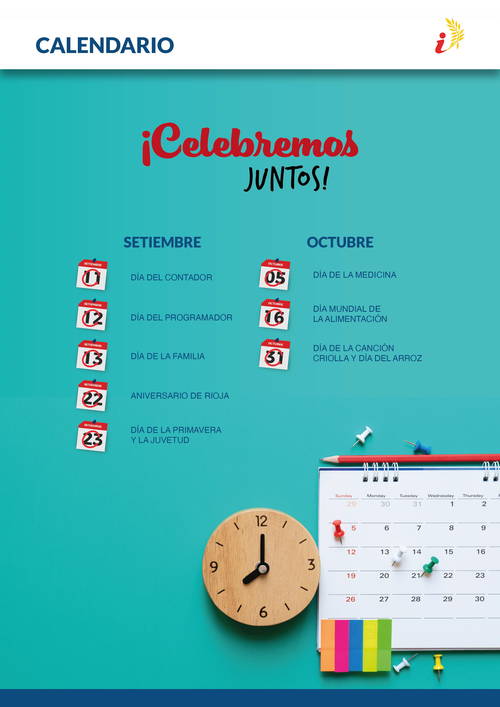 CALENDARIO
i
¡Celebremos
JUNTOS!
SETIEMBRE
SETIEMBRE
11
DÍA DEL CONTADOR
SETIEMBRE
12
DÍA DEL PROGRAMADOR
SETIEMBRE
13
DÍA DE LA FAMILIA
SETIEMBRE
22
ANIVERSARIO DE RIOJA
SETIEMBRE
23
DÍA DE LA PRIMAVERA
Y LA JUVETUD
OCTUBRE
OCTUBRE
05
DÍA DE LA MEDICINA
OCTUBRE
16
DÍA MUNDIAL DE
LA ALIMENTACIÓN
OCTUBRE
31
DÍA DE LA CANCIÓN
CRIOLLA Y DÍA DEL ARROZ
12
3
6
9
Sunday Monday Tuesday Wednesday Thursday
29 30 31 1 2
5 6 7 8 9
12 13 14 15 16
19 20 21 22 23
26 27 28 29 30